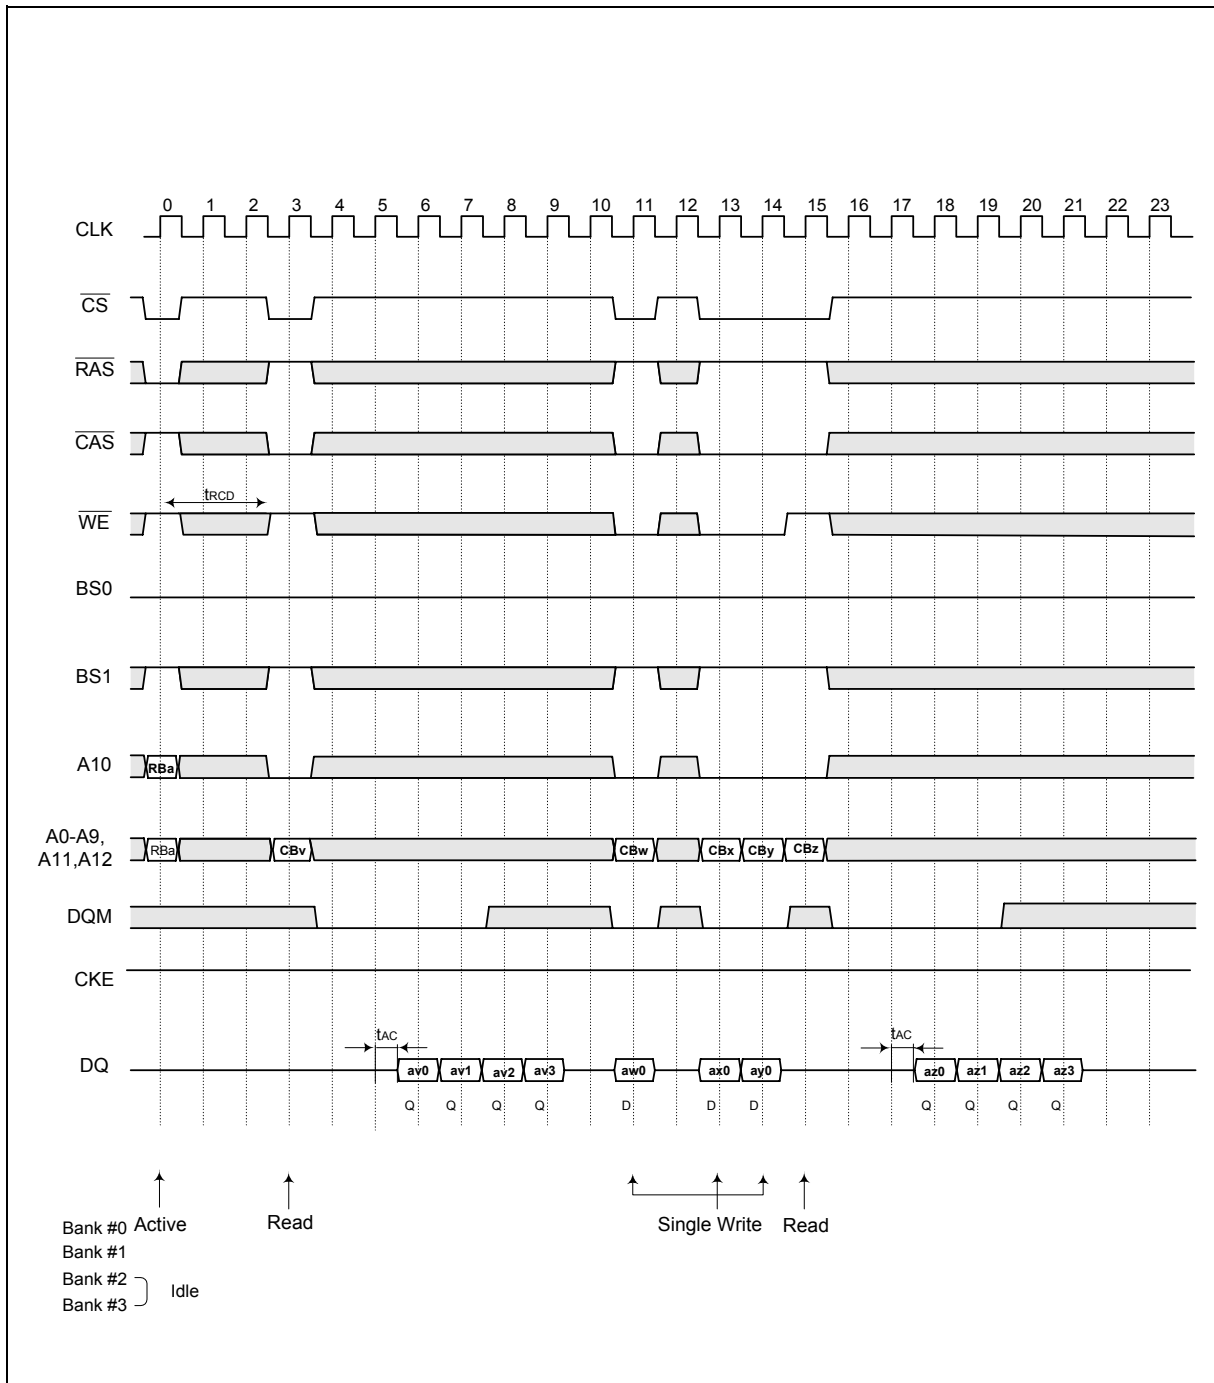 0 1 2 3 4 5 6 7 8 9 10 11 12 13 14 15 16 17 18 19 20 21 22 23
CLK
CS
RAS
CAS
tRCD
WE
BS0
BS1
A10
RBa
A0-A9,
A11,A12
RBa CBv CBw CBx CBy CBz
DQM
CKE
tAC tAC
DQ
av0 av1 av2 av3 aw0 ax0 ay0 az0 az1 az2 az3
Q Q Q Q D D D Q Q Q Q
Bank #0 Active Read Single Write Read
Bank #1
Bank #2
Idle
Bank #3